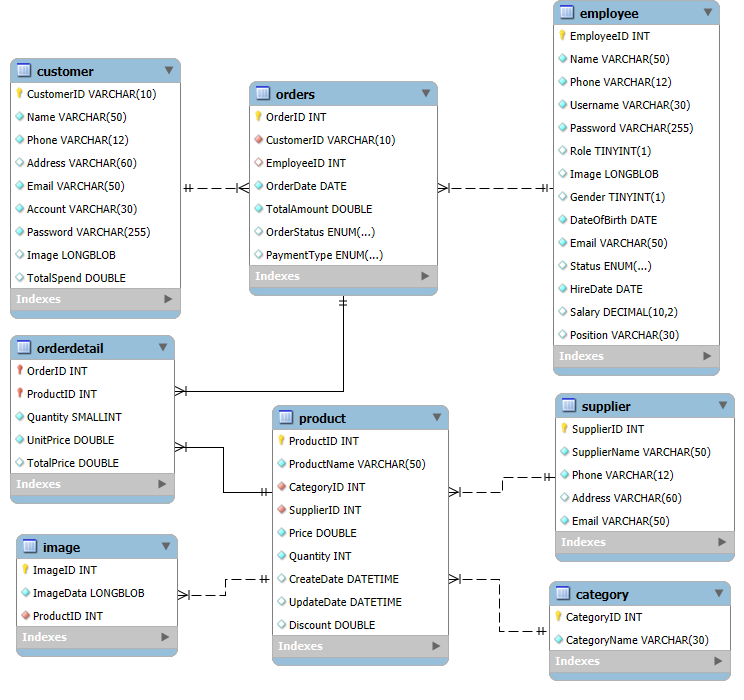 customer
CustomerID VARCHAR(10)
Name VARCHAR(50)
Phone VARCHAR(12)
Address VARCHAR(60)
Email VARCHAR(50)
Account VARCHAR(30)
Password VARCHAR(255)
Image LONGBLOB
TotalSpend DOUBLE
Indexes
orders
OrderID INT
CustomerID VARCHAR(10)
EmployeeID INT
OrderDate DATE
TotalAmount DOUBLE
OrderStatus ENUM(...)
PaymentType ENUM(...)
Indexes
employee
EmployeeID INT
Name VARCHAR(50)
Phone VARCHAR(12)
Username VARCHAR(30)
Password VARCHAR(255)
Role TINYINT(1)
Image LONGBLOB
Gender TINYINT(1)
DateOfBirth DATE
Email VARCHAR(50)
Status ENUM(...)
HireDate DATE
Salary DECIMAL(10,2)
Position VARCHAR(30)
Indexes
orderdetail
OrderID INT
ProductID INT
Quantity SMALLINT
UnitPrice DOUBLE
TotalPrice DOUBLE
Indexes
product
ProductID INT
ProductName VARCHAR(50)
CategoryID INT
SupplierID INT
Price DOUBLE
Quantity INT
CreateDate DATETIME
UpdateDate DATETIME
Discount DOUBLE
Indexes
supplier
SupplierID INT
SupplierName VARCHAR(50)
Phone VARCHAR(12)
Address VARCHAR(60)
Email VARCHAR(50)
Indexes
image
ImageID INT
ImageData LONGBLOB
ProductID INT
Indexes
category
CategoryID INT
CategoryName VARCHAR(30)
Indexes